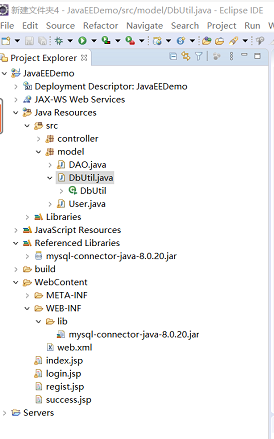 新建文件夹4 - JavaEEDemo/src/model/DbUtil.java - Eclipse IDE
File Edit Source Refactor Navigate Search Project
Project Explorer
JavaEEDemo
Deployment Descriptor: JavaEEDemo
JAX-WS Web Services
Java Resources
src
controller
model
DAO.java
DbUtil.java
DbUtil
User.java
Libraries
JavaScript Resources
Referenced Libraries
mysql-connector-java-8.0.20.jar
build
WebContent
META-INF
WEB-INF
lib
mysql-connector-java-8.0.20.jar
web.xml
index.jsp
login.jsp
regist.jsp
success.jsp
Servers